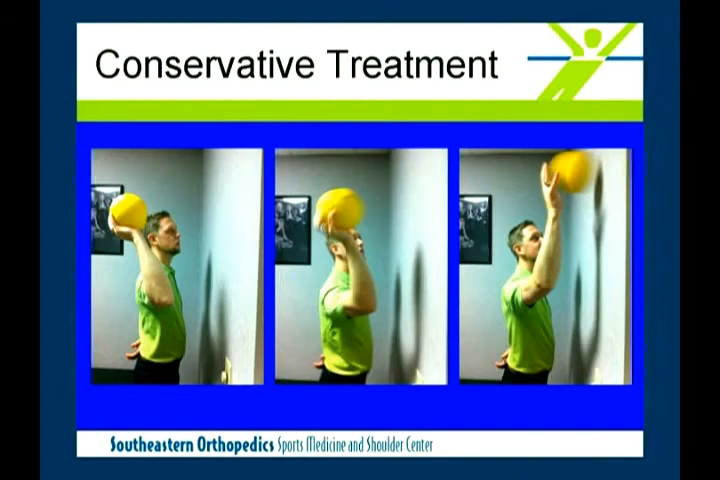 Conservative Treatment
Southeastern Orthopedics Sports Medicine and Shoulder Center